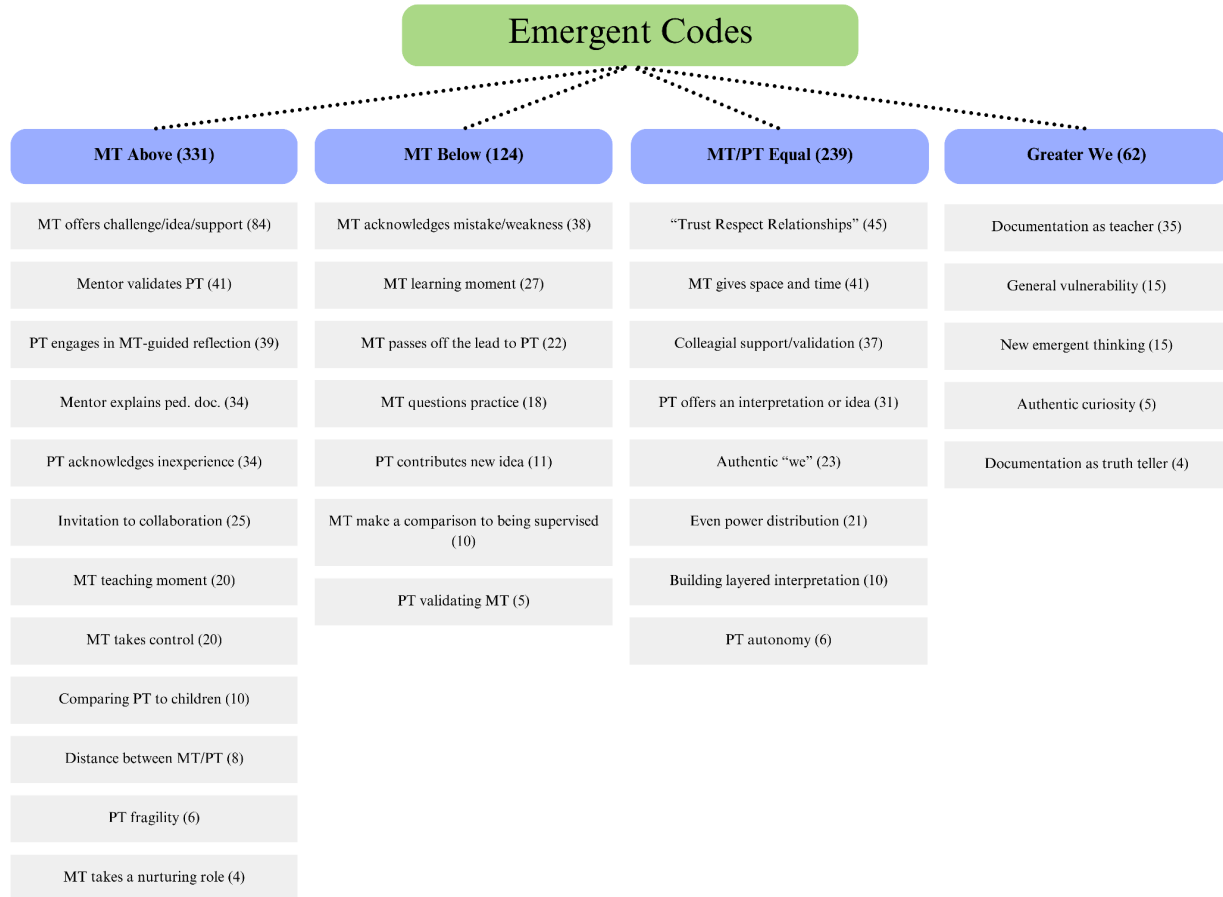 Emergent Codes
MT Above (331)
MT offers challenge/idea/support (84)
Mentor validates PT (41)
PT engages in MT-guided reflection (39)
Mentor explains ped. doc. (34)
PT acknowledges inexperience (34)
Invitation to collaboration (25)
MT teaching moment (20)
MT takes control (20)
Comparing PT to children (10)
Distance between MT/PT (8)
PT fragility (6)
MT takes a nurturing role (4)
MT Below (124)
MT acknowledges mistake/weakness (38)
MT learning moment (27)
MT passes off the lead to PT (22)
MT questions practice (18)
PT contributes new idea (11)
MT make a comparison to being supervised
(10)
PT validating MT (5)
MT/PT Equal (239)
“Trust Respect Relationships” (45)
MT gives space and time (41)
Colleagial support/validation (37)
PT offers an interpretation or idea (31)
Authentic “we” (23)
Even power distribution (21)
Building layered interpretation (10)
PT autonomy (6)
Greater We (62)
Documentation as teacher (35)
General vulnerability (15)
New emergent thinking (15)
Authentic curiosity (5)
Documentation as truth teller (4)